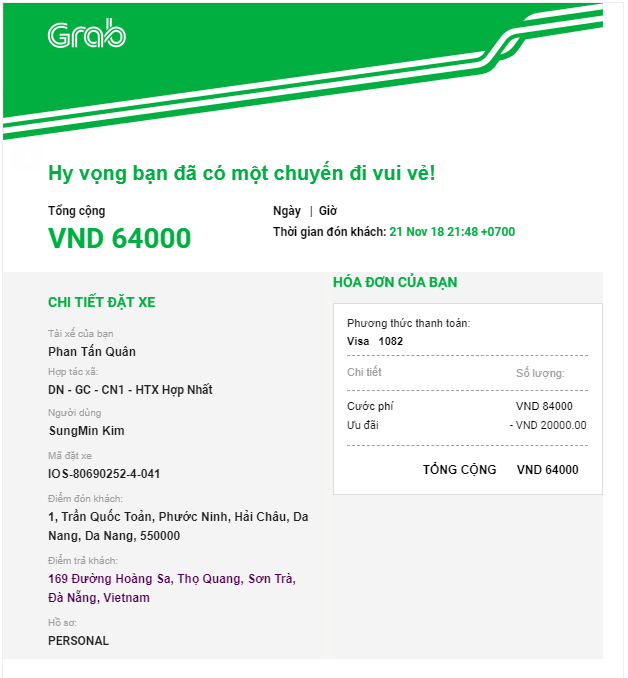 Grab
Hy vọng bạn đã có một chuyến đi vui vẻ!
Tổng cộng
VND 64000
Ngày | Giờ
Thời gian đón khách: 21 Nov 18 21:48 +0700
CHI TIẾT ĐẶT XE
Tài xế của bạn
Phan Tấn Quân
Hợp tác xã:
DN - GC - CN1 - HTX Hợp Nhất
Người dùng
SungMin Kim
Mã đặt xe
IOS-80690252-4-041
Điểm đón khách:
1, Trần Quốc Toản, Phước Ninh, Hải Châu, Da
Nang, Da Nang, 550000
Điểm trả khách:
169 Đường Hoàng Sa, Thọ Quang, Sơn Trà,
Đà Nẵng, Vietnam
Hồ sơ:
PERSONAL
HÓA ĐƠN CỦA BẠN
Phương thức thanh toán:
Visa 1082
Chi tiết Số lượng:
Cước phí VND 84000
Ưu đãi - VND 20000.00
TỔNG CỘNG VND 64000